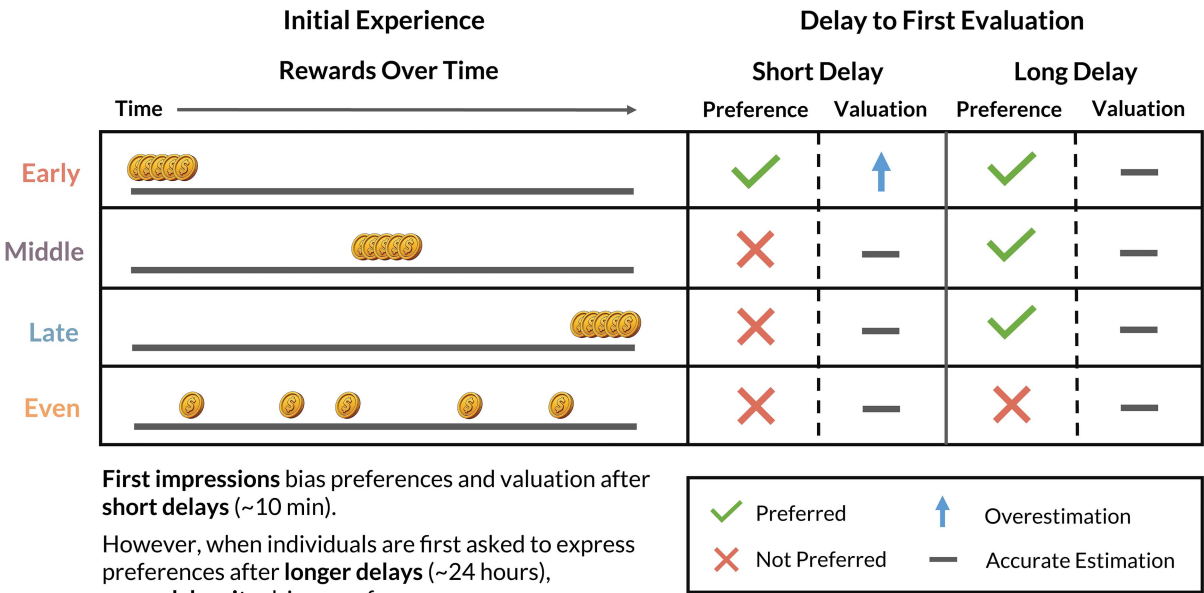 Initial Experience
Delay to First Evaluation
Rewards Over Time
Short Delay
Long Delay
Time
Preference
Valuation
Preference
Valuation
Early
Middle
Late
Even
First impressions bias preferences and valuation after
short delays (~10 min).
However, when individuals are first asked to express
preferences after longer delays (~24 hours),
Preferred
Overestimation
Not Preferred
Accurate Estimation